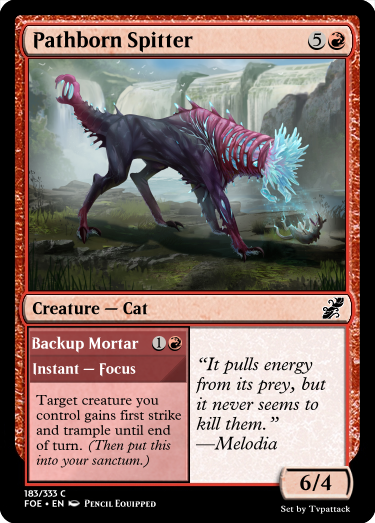 Pathborn Spitter 5
Creature — Cat
Backup Mortar 1
Instant — Focus
Target creature you
control gains first strike
and trample until end
of turn. (Then put this
into your sanctum.)
“It pulls energy
from its prey, but
it never seems to
kill them.”
—Melodia
6/4
183/333 C
FOE • EN Pencil Equipped
Set by Tvpattack